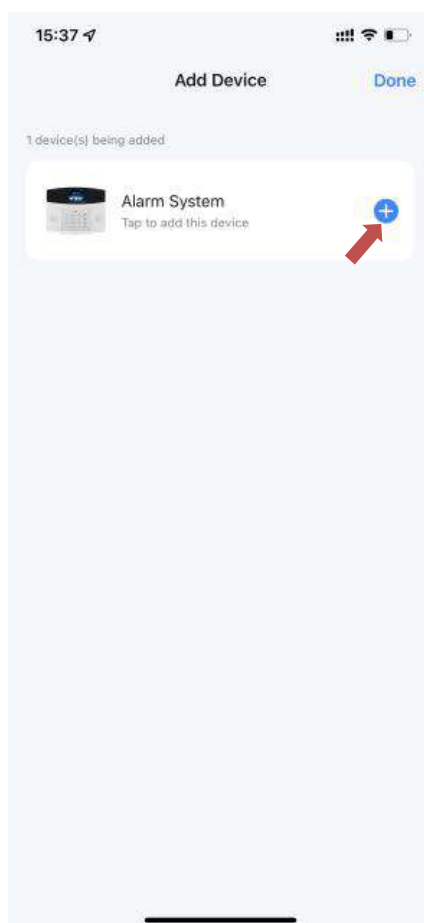 15:37
Add Device
Done
1 device(s) being added
Alarm System
Tap to add this device